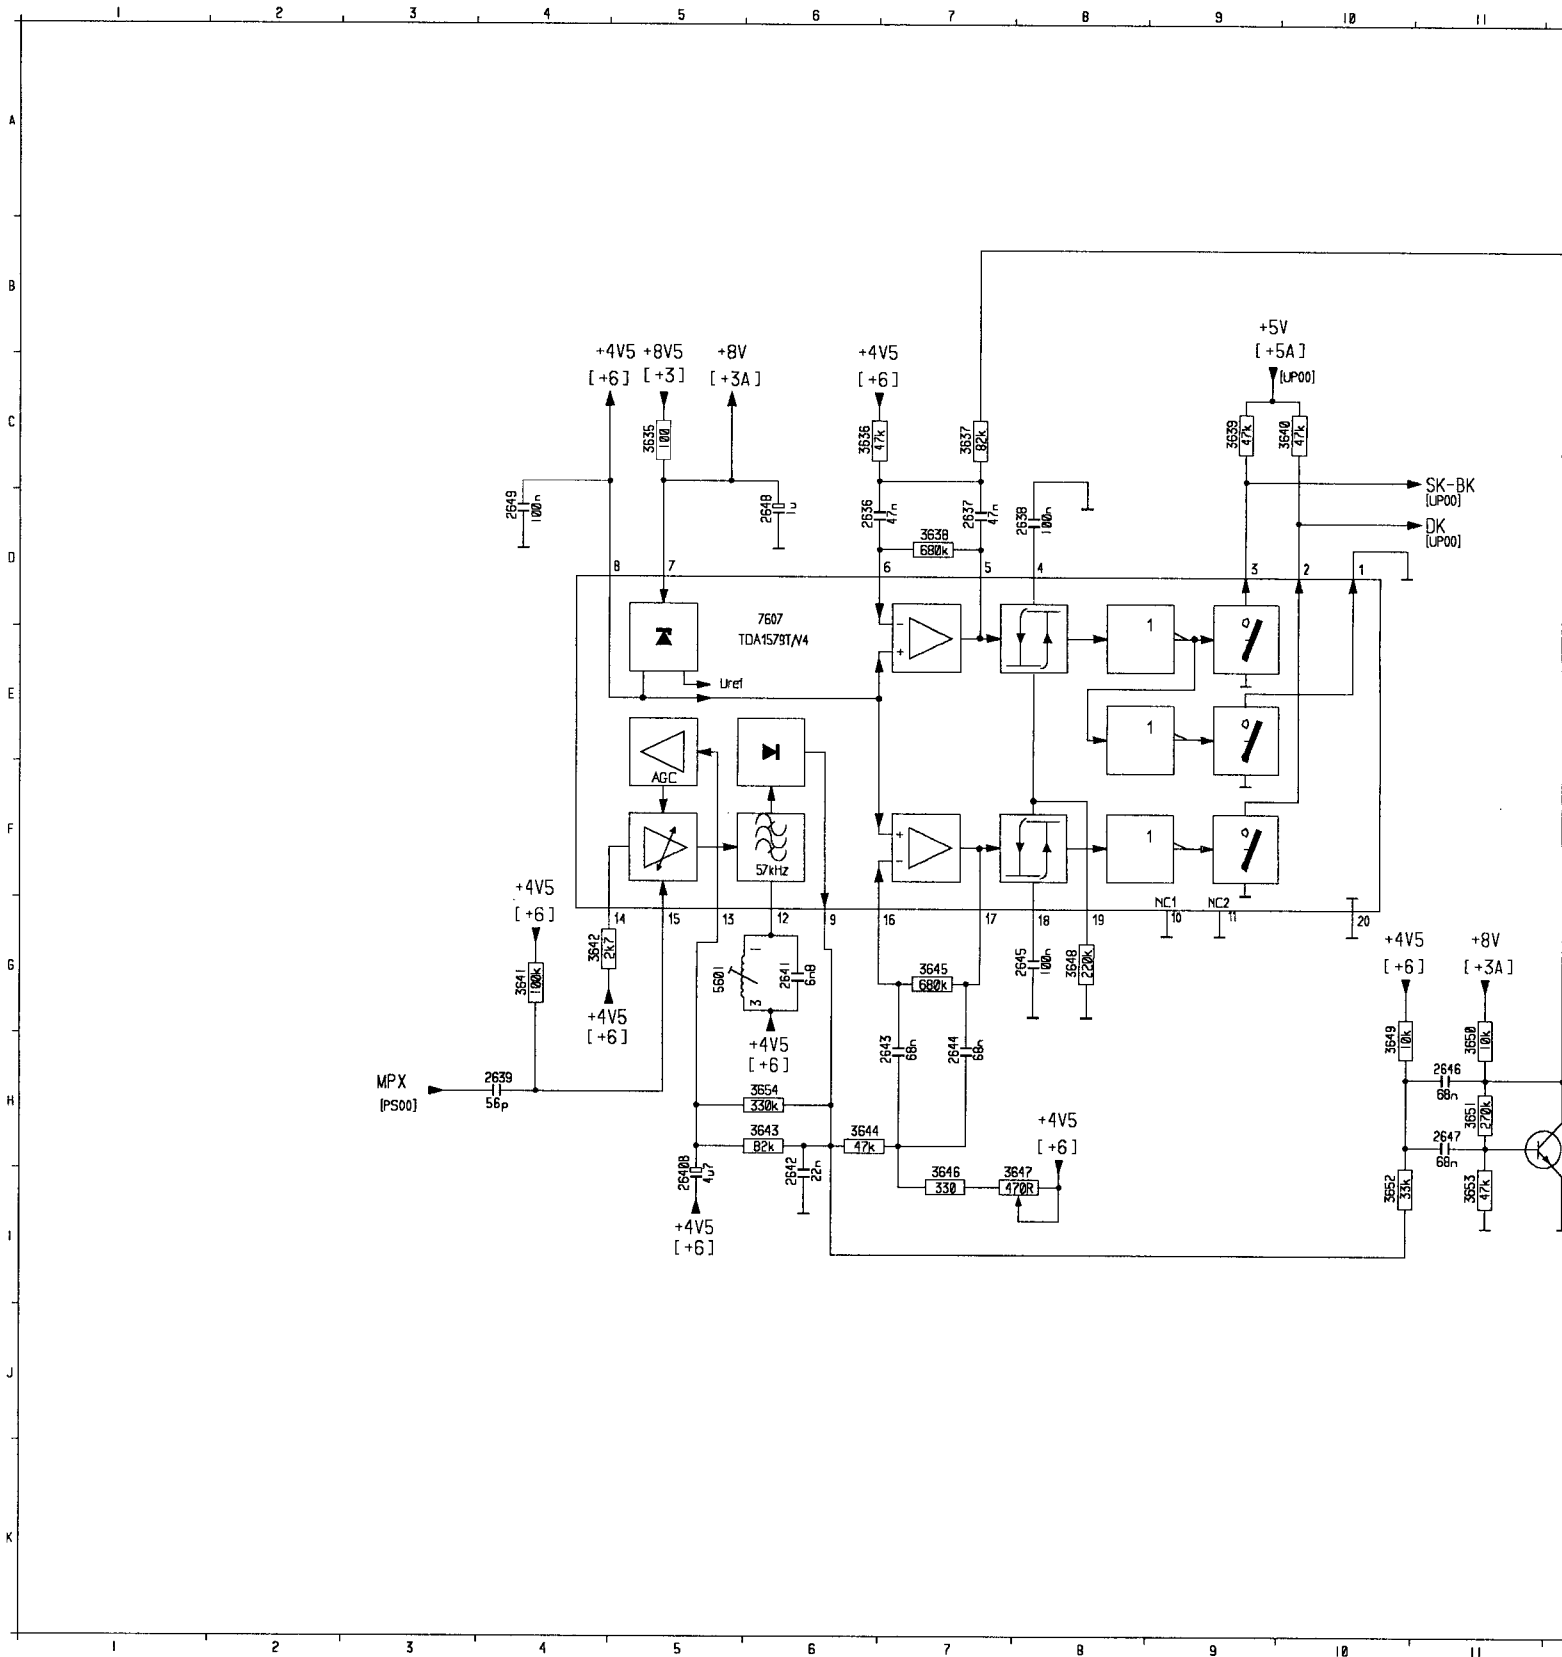 1 2 3 4 5 6 7 8 9 10 11
A
B
+5V
[+5A]
[UP00]
+4V5 +8V5 +8V +4V5
[+6] [+3] [+3A] [+6]
C
3635 100
3636 47k
3637 82k
3639 47k
3640 47k
SK-BK
[UP00]
2649 100n
2648 1u
2636 47n
2637 47n
2638 100n
DK
[UP00]
3638
680k
D
8 7 6 5 4 3 2 1
7607
TDA1579T/V4
- + 1
Uref
E
1
AGC
F
+ - 1
57kHz
+4V5
[+6]
NC1 NC2
14 15 13 12 9 16 17 18 19 10 11 20
3642 2k7
G
3641 100k
5601
1
3
2641 6n8
3645
680k
2645 100n
3648 220k
+4V5 +8V
[+6] [+3A]
+4V5
[+6]
+4V5
[+6]
2643 68n
2644 68n
3649 10k
3650 10k
MPX
[PS00]
2639
56p
H
3654
330k
2646
68n
3651 270k
3643
82k
3644
47k
+4V5
[+6]
2647
68n
2640B 4u7
2642 22n
3646
330
3647
470R
3652 33k
3653 47k
+4V5
[+6]
I
J
K
1 2 3 4 5 6 7 8 9 10 11